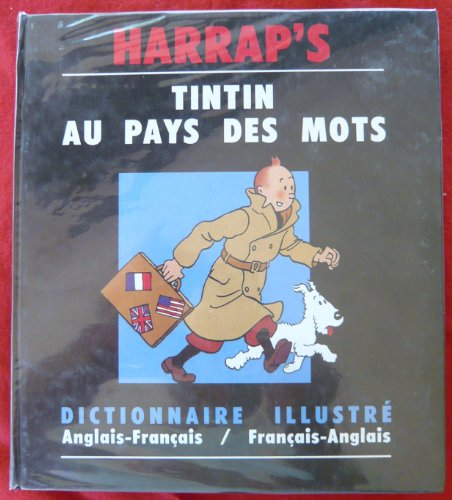 HARRAP'S
TINTIN
AU PAYS DES MOTS
DICTIONNAIRE ILLUSTRÉ
Anglais-Français / Français-Anglais